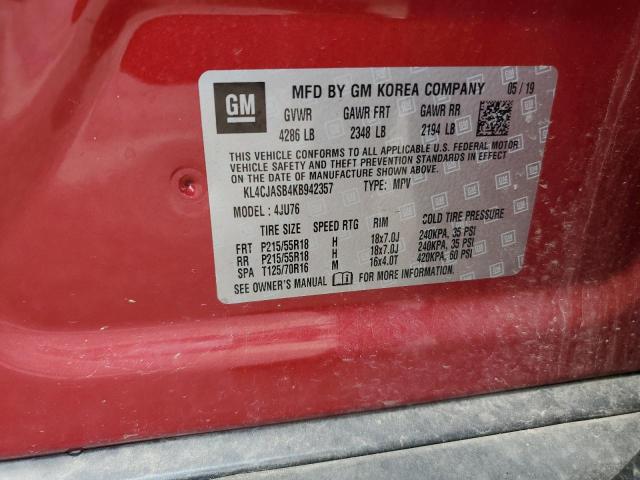 GM MFD BY GM KOREA COMPANY 05/19
GVWR GAWR FRT GAWR RR
4286 LB 2348 LB 2194 LB
THIS VEHICLE CONFORMS TO ALL APPLICABLE U.S. FEDERAL MOTOR
VEHICLE SAFETY AND THEFT PREVENTION STANDARDS IN EFFECT ON
THE DATE OF MANUFACTURE SHOWN ABOVE.
KL4CJASB4KB942357 TYPE: MPV
MODEL: 4JU76
TIRE SIZE SPEED RTG RIM COLD TIRE PRESSURE
FRT P215/55R18 H 18x7.0J 240KPA, 35 PSI
RR P215/55R18 H 18x7.0J 240KPA, 35 PSI
SPA T125/70R16 M 16x4.0T 420KPA, 60 PSI
SEE OWNER'S MANUAL FOR MORE INFORMATION.